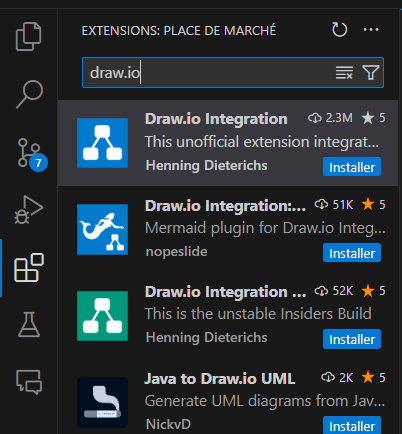 EXTENSIONS: PLACE DE MARCHÉ
draw.io
Draw.io Integration 2.3M 5
This unofficial extension integrat...
Henning Dieterichs Installer
7
Draw.io Integration:... 51K 5
Mermaid plugin for Draw.io Integ...
nopeslide Installer
Draw.io Integration ... 52K 5
This is the unstable Insiders Build
Henning Dieterichs Installer
Java to Draw.io UML 2K 5
Generate UML diagrams from Jav...
NickvD Installer